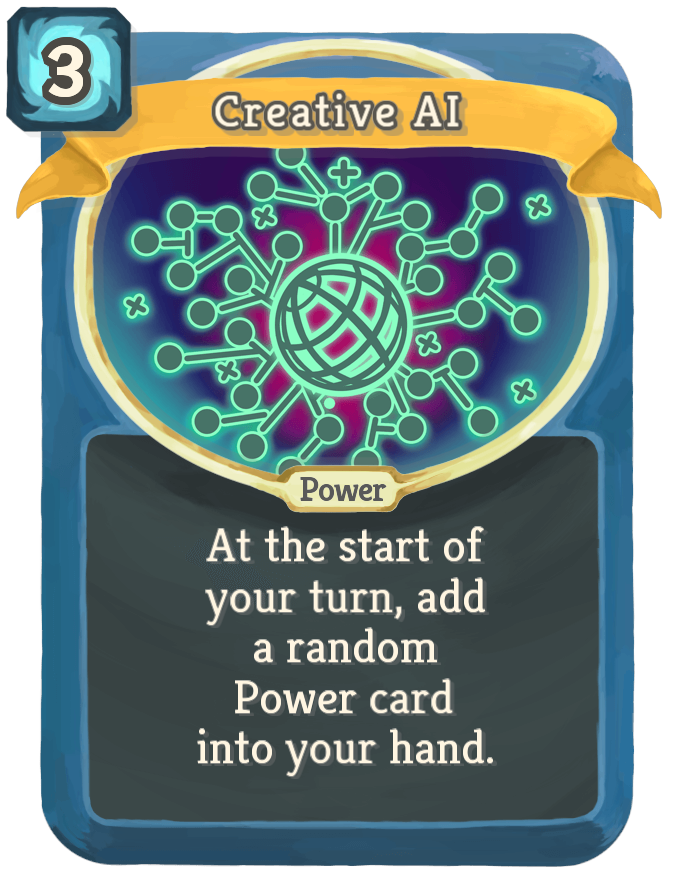 3
Creative AI
Power
At the start of
your turn, add
a random
Power card
into your hand.